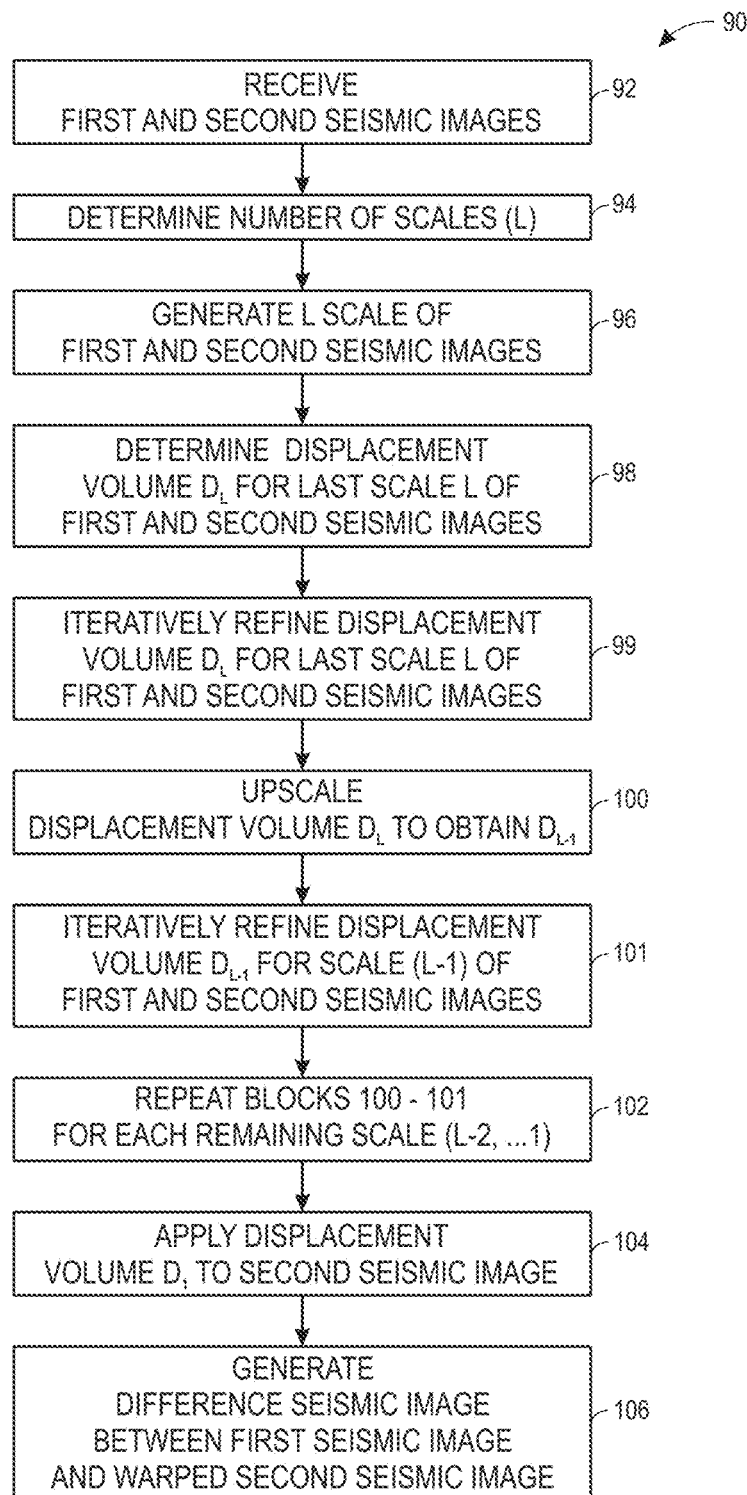 90
RECEIVE
FIRST AND SECOND SEISMIC IMAGES
92
DETERMINE NUMBER OF SCALES (L)
94
GENERATE L SCALE OF
FIRST AND SECOND SEISMIC IMAGES
96
DETERMINE DISPLACEMENT
VOLUME D_L FOR LAST SCALE L OF
FIRST AND SECOND SEISMIC IMAGES
98
ITERATIVELY REFINE DISPLACEMENT
VOLUME D_L FOR LAST SCALE L OF
FIRST AND SECOND SEISMIC IMAGES
99
UPSCALE
DISPLACEMENT VOLUME D_L TO OBTAIN D_L-1
100
ITERATIVELY REFINE DISPLACEMENT
VOLUME D_L-1 FOR SCALE (L-1) OF
FIRST AND SECOND SEISMIC IMAGES
101
REPEAT BLOCKS 100 - 101
FOR EACH REMAINING SCALE (L-2, ...1)
102
APPLY DISPLACEMENT
VOLUME D_1 TO SECOND SEISMIC IMAGE
104
GENERATE
DIFFERENCE SEISMIC IMAGE
BETWEEN FIRST SEISMIC IMAGE
AND WARPED SECOND SEISMIC IMAGE
106